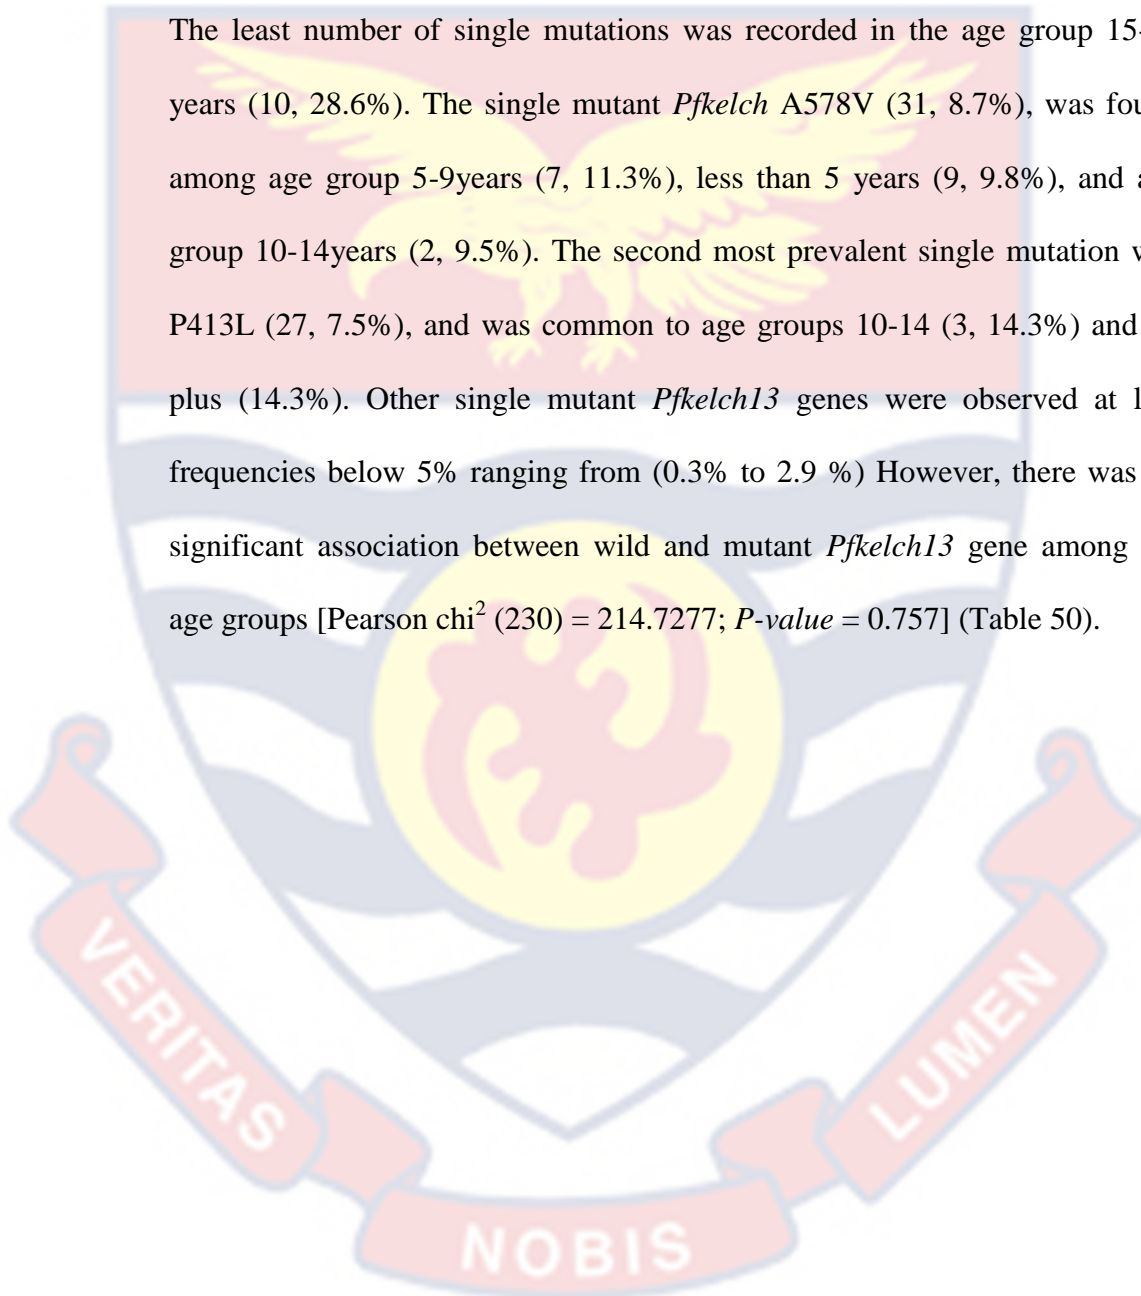 The least number of single mutations was recorded in the age group 15-
years (10, 28.6%). The single mutant Pfkelch A578V (31, 8.7%), was fou
among age group 5-9years (7, 11.3%), less than 5 years (9, 9.8%), and a
group 10-14years (2, 9.5%). The second most prevalent single mutation w
P413L (27, 7.5%), and was common to age groups 10-14 (3, 14.3%) and
plus (14.3%). Other single mutant Pfkelch13 genes were observed at l
frequencies below 5% ranging from (0.3% to 2.9 %) However, there was
significant association between wild and mutant Pfkelch13 gene among
age groups [Pearson chi² (230) = 214.7277; P-value = 0.757] (Table 50).
VERITAS
NOBIS
LUMEN